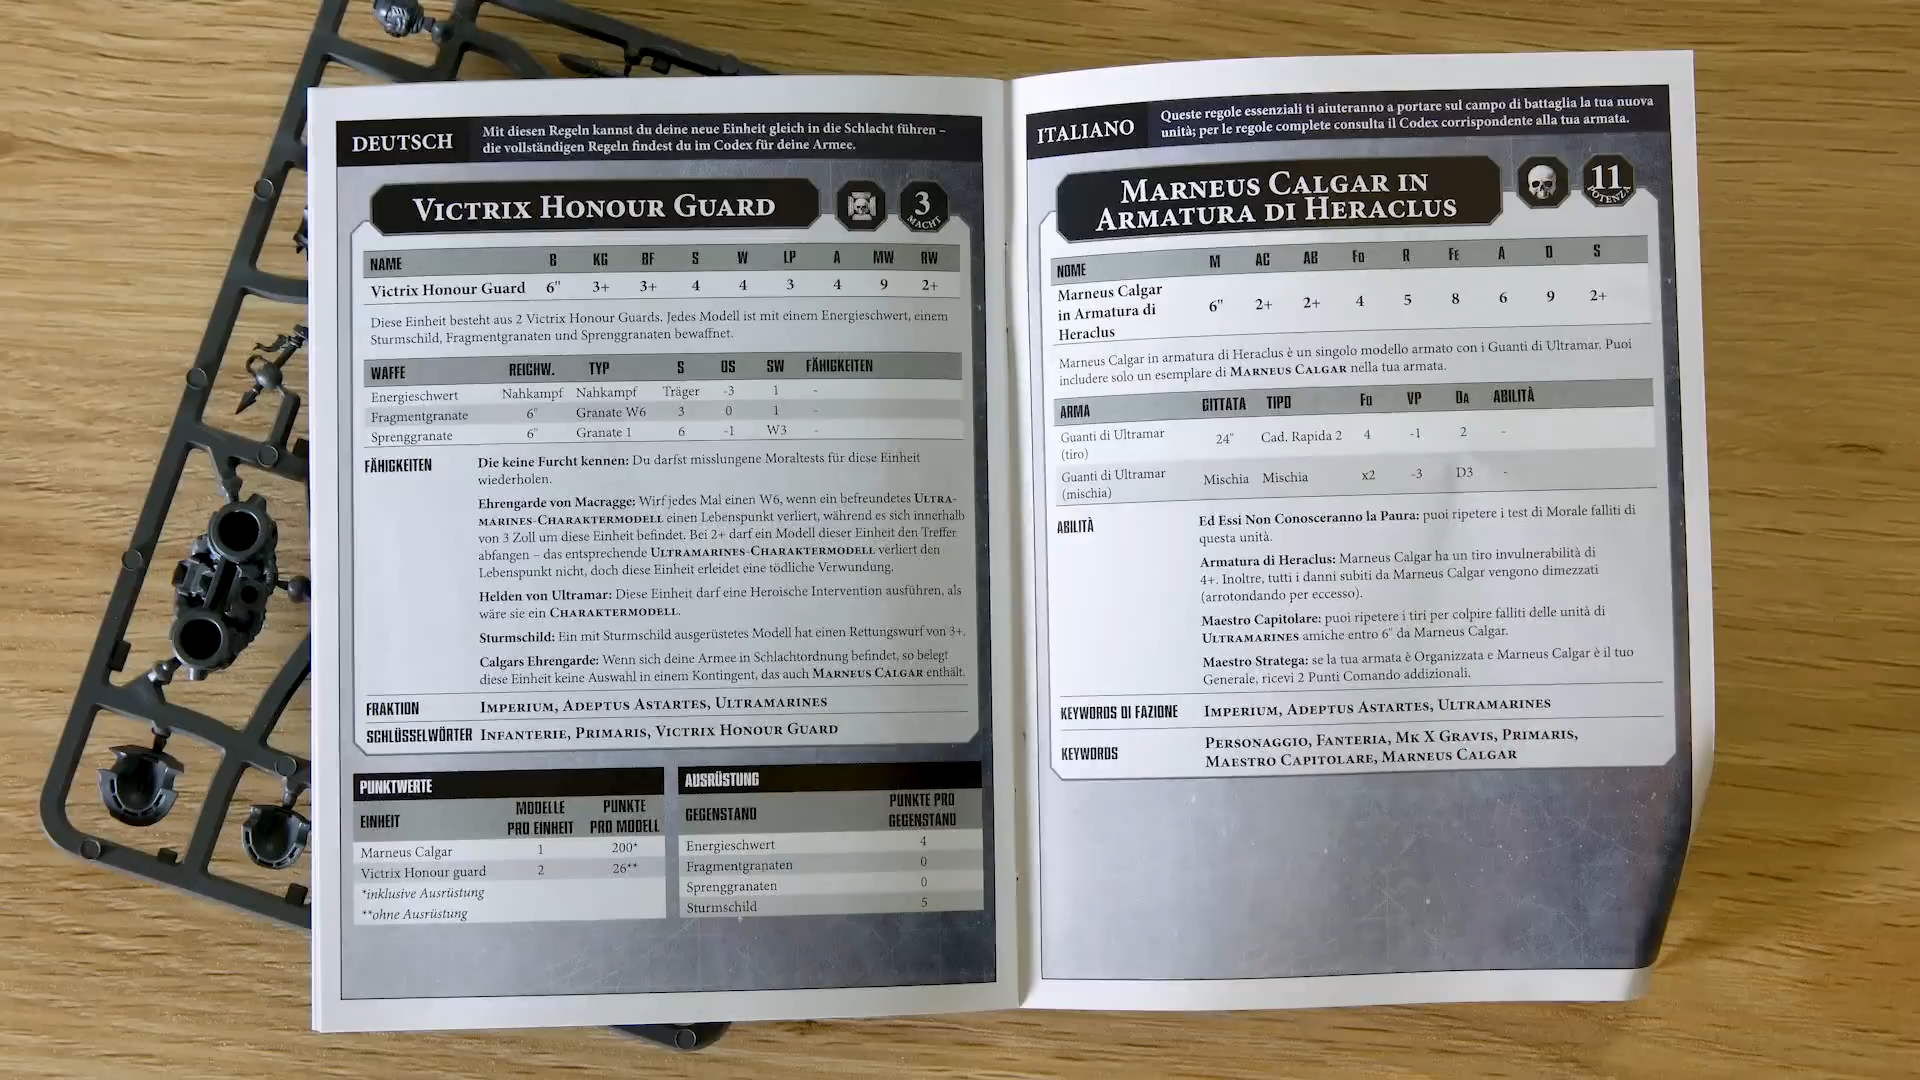 DEUTSCH
Mit diesen Regeln kannst du deine neue Einheit gleich in die Schlacht führen –
die vollständigen Regeln findest du im Codex für deine Armee.
VICTRIX HONOUR GUARD
3
MACHT
NAME B KG BF S W LP A MW RW
Victrix Honour Guard 6" 3+ 3+ 4 4 3 4 9 2+
Diese Einheit besteht aus 2 Victrix Honour Guards. Jedes Modell ist mit einem Energieschwert, einem
Sturmschild, Fragmentgranaten und Sprenggranaten bewaffnet.
WAFFE REICHW. TYP S DS SW FÄHIGKEITEN
Energieschwert Nahkampf Nahkampf Träger -3 1 -
Fragmentgranate 6" Granate W6 3 0 1 -
Sprenggranate 6" Granate 1 6 -1 W3 -
FÄHIGKEITEN
Die keine Furcht kennen: Du darfst misslungene Moraltests für diese Einheit
wiederholen.
Ehrengarde von Macragge: Wirf jedes Mal einen W6, wenn ein befreundetes ULTRA-
MARINES-CHARAKTERMODELL einen Lebenspunkt verliert, während es sich innerhalb
von 3 Zoll um diese Einheit befindet. Bei 2+ darf ein Modell dieser Einheit den Treffer
abfangen – das entsprechende ULTRAMARINES-CHARAKTERMODELL verliert den
Lebenspunkt nicht, doch diese Einheit erleidet eine tödliche Verwundung.
Helden von Ultramar: Diese Einheit darf eine Heroische Intervention ausführen, als
wäre sie ein CHARAKTERMODELL.
Sturmschild: Ein mit Sturmschild ausgerüstetes Modell hat einen Rettungswurf von 3+.
Calgars Ehrengarde: Wenn sich deine Armee in Schlachtordnung befindet, so belegt
diese Einheit keine Auswahl in einem Kontingent, das auch MARNEUS CALGAR enthält.
FRAKTION IMPERIUM, ADEPTUS ASTARTES, ULTRAMARINES
SCHLÜSSELWÖRTER INFANTERIE, PRIMARIS, VICTRIX HONOUR GUARD
PUNKTWERTE
EINHEIT MODELLE PRO EINHEIT PUNKTE PRO MODELL
Marneus Calgar 1 200*
Victrix Honour guard 2 26**
*inklusive Ausrüstung
**ohne Ausrüstung
AUSRÜSTUNG
GEGENSTAND PUNKTE PRO GEGENSTAND
Energieschwert 4
Fragmentgranaten 0
Sprenggranaten 0
Sturmschild 5
ITALIANO
Queste regole essenziali ti aiuteranno a portare sul campo di battaglia la tua nuova
unità; per le regole complete consulta il Codex corrispondente alla tua armata.
MARNEUS CALGAR IN
ARMATURA DI HERACLUS
11
POTENZA
NOME M AC AB Fo R Fe A D S
Marneus Calgar
in Armatura di
Heraclus
6" 2+ 2+ 4 5 8 6 9 2+
Marneus Calgar in armatura di Heraclus è un singolo modello armato con i Guanti di Ultramar. Puoi
includere solo un esemplare di MARNEUS CALGAR nella tua armata.
ARMA GITTATA TIPO Fo VP Da ABILITÀ
Guanti di Ultramar
(tiro)
24" Cad. Rapida 2 4 -1 2 -
Guanti di Ultramar
(mischia)
Mischia Mischia x2 -3 D3 -
ABILITÀ
Ed Essi Non Conosceranno la Paura: puoi ripetere i test di Morale falliti di
questa unità.
Armatura di Heraclus: Marneus Calgar ha un tiro invulnerabilità di
4+. Inoltre, tutti i danni subiti da Marneus Calgar vengono dimezzati
(arrotondando per eccesso).
Maestro Capitolare: puoi ripetere i tiri per colpire falliti delle unità di
ULTRAMARINES amiche entro 6" da Marneus Calgar.
Maestro Stratega: se la tua armata è Organizzata e Marneus Calgar è il tuo
Generale, ricevi 2 Punti Comando addizionali.
KEYWORDS DI FAZIONE IMPERIUM, ADEPTUS ASTARTES, ULTRAMARINES
KEYWORDS
PERSONAGGIO, FANTERIA, MK X GRAVIS, PRIMARIS,
MAESTRO CAPITOLARE, MARNEUS CALGAR